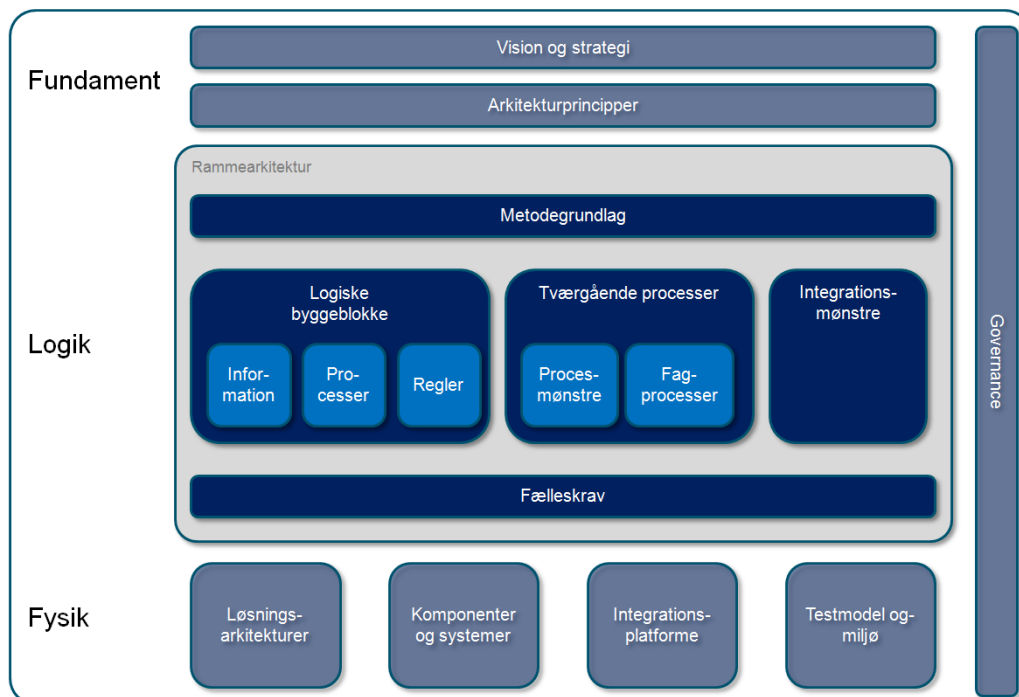 Fundament
Vision og strategi
Arkitekturprincipper
Rammearkitektur
Metodegrundlag
Logik
Logiske
byggeblokke
Infor-
mation
Pro-
cesser
Regler
Tværgående processer
Proces-
mønstre
Fag-
processer
Integrations-
mønstre
Fælleskrav
Fysik
Løsnings-
arkitekturer
Komponenter
og systemer
Integrations-
platforme
Testmodel og-
miljø
Governance